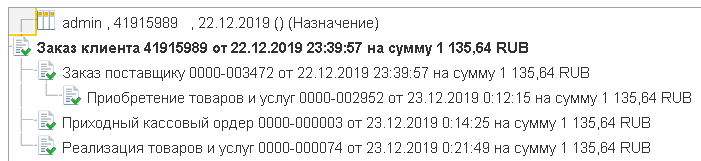 admin , 41915989 , 22.12.2019 () (Назначение)
Заказ клиента 41915989 от 22.12.2019 23:39:57 на сумму 1 135,64 RUB
Заказ поставщику 0000-003472 от 22.12.2019 23:39:57 на сумму 1 135,64 RUB
Приобретение товаров и услуг 0000-002952 от 23.12.2019 0:12:15 на сумму 1 135,64 RUB
Приходный кассовый ордер 0000-000003 от 23.12.2019 0:14:25 на сумму 1 135,64 RUB
Реализация товаров и услуг 0000-000074 от 23.12.2019 0:21:49 на сумму 1 135,64 RUB